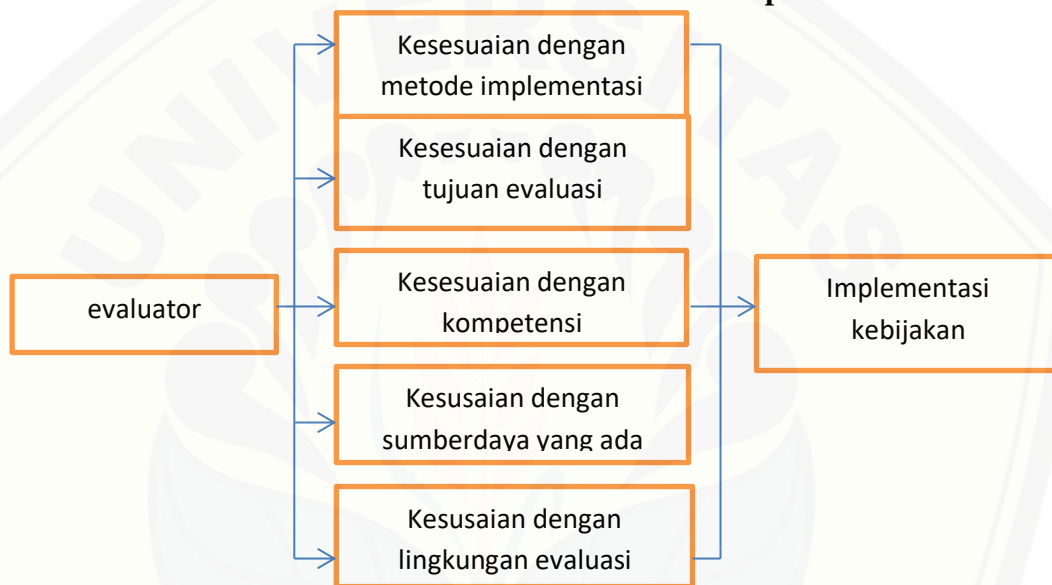 Kesesuaian dengan
metode implementasi
Kesesuaian dengan
tujuan evaluasi
evaluator
Kesesuaian dengan
kompetensi
Implementasi
kebijakan
Kesusaian dengan
sumberdaya yang ada
Kesusaian dengan
lingkungan evaluasi
UNIVERSITAS